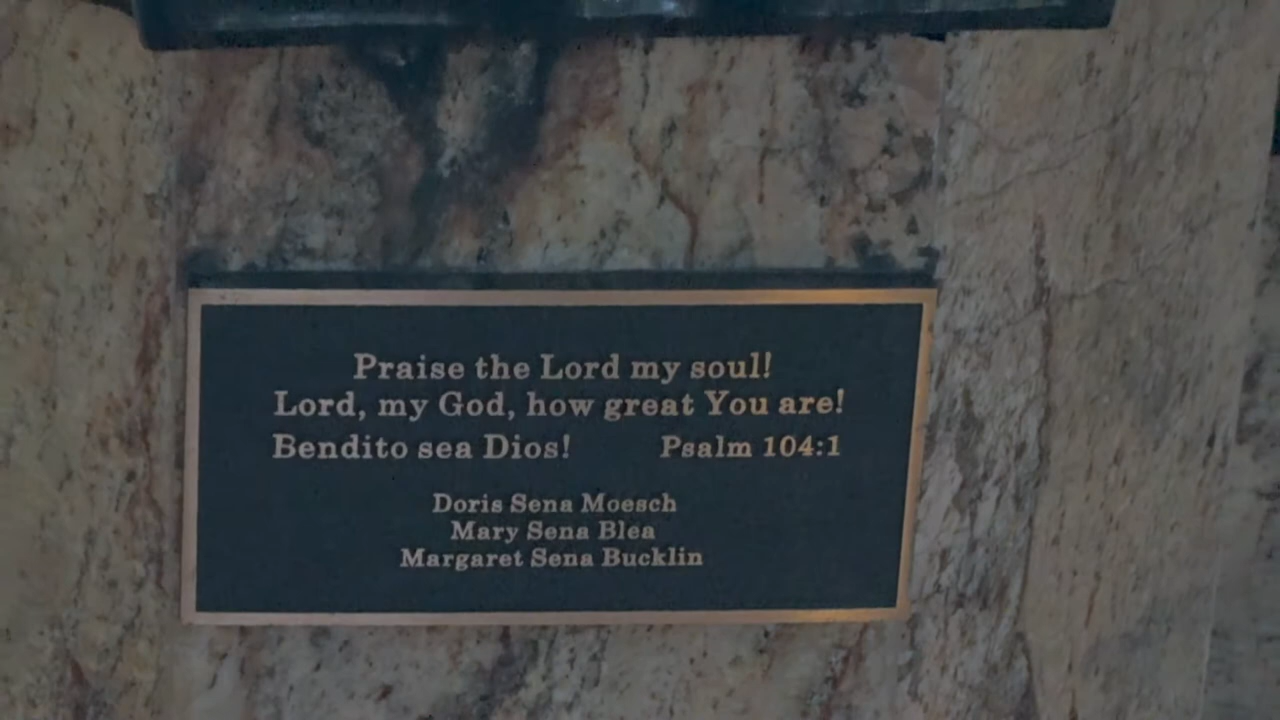 Praise the Lord my soul!
Lord, my God, how great You are!
Bendito sea Dios! Psalm 104:1
Doris Sena Moesch
Mary Sena Blea
Margaret Sena Bucklin